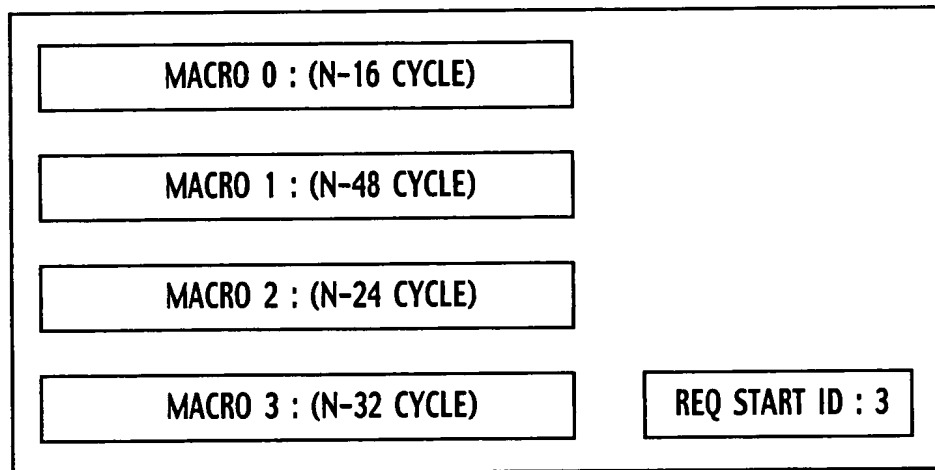 MACRO 0 : (N-16 CYCLE)
MACRO 1 : (N-48 CYCLE)
MACRO 2 : (N-24 CYCLE)
MACRO 3 : (N-32 CYCLE)
REQ START ID : 3